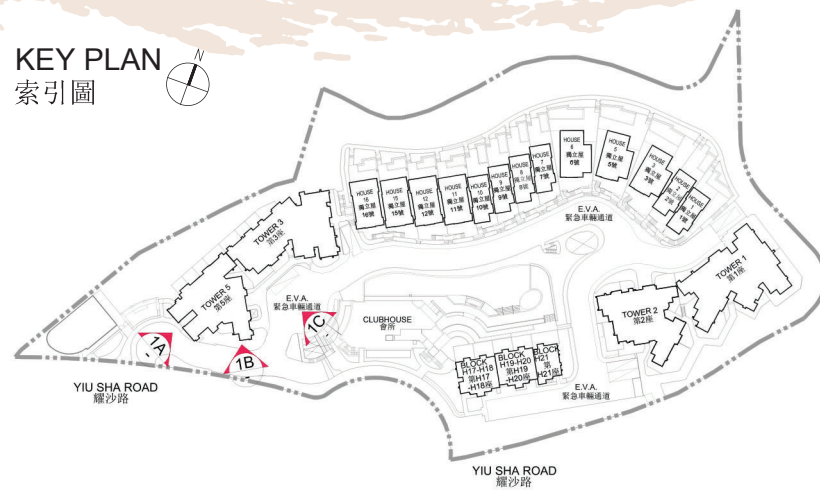 KEY PLAN
索引圖
N
HOUSE
16
獨立屋
16號
HOUSE
15
獨立屋
15號
HOUSE
12
獨立屋
12號
HOUSE
11
獨立屋
11號
HOUSE
10
獨立屋
10號
HOUSE
9
獨立屋
9號
HOUSE
8
獨立屋
8號
HOUSE
7
獨立屋
7號
HOUSE
6
獨立屋
6號
HOUSE
5
獨立屋
5號
HOUSE
3
獨立屋
3號
HOUSE
2
獨立屋
2號
HOUSE
1
獨立屋
1號
TOWER 3
第3座
TOWER 5
第5座
E.V.A.
緊急車輛通道
E.V.A.
緊急車輛通道
TOWER 1
第1座
TOWER 2
第2座
CLUBHOUSE
會所
1A
-
1B
-
1C
-
BLOCK
H17-H18
第H17
-H18座
BLOCK
H19-H20
第H19
-H20座
BLOCK
H21
第
H21座
E.V.A.
緊急車輛通道
YIU SHA ROAD
耀沙路
YIU SHA ROAD
耀沙路